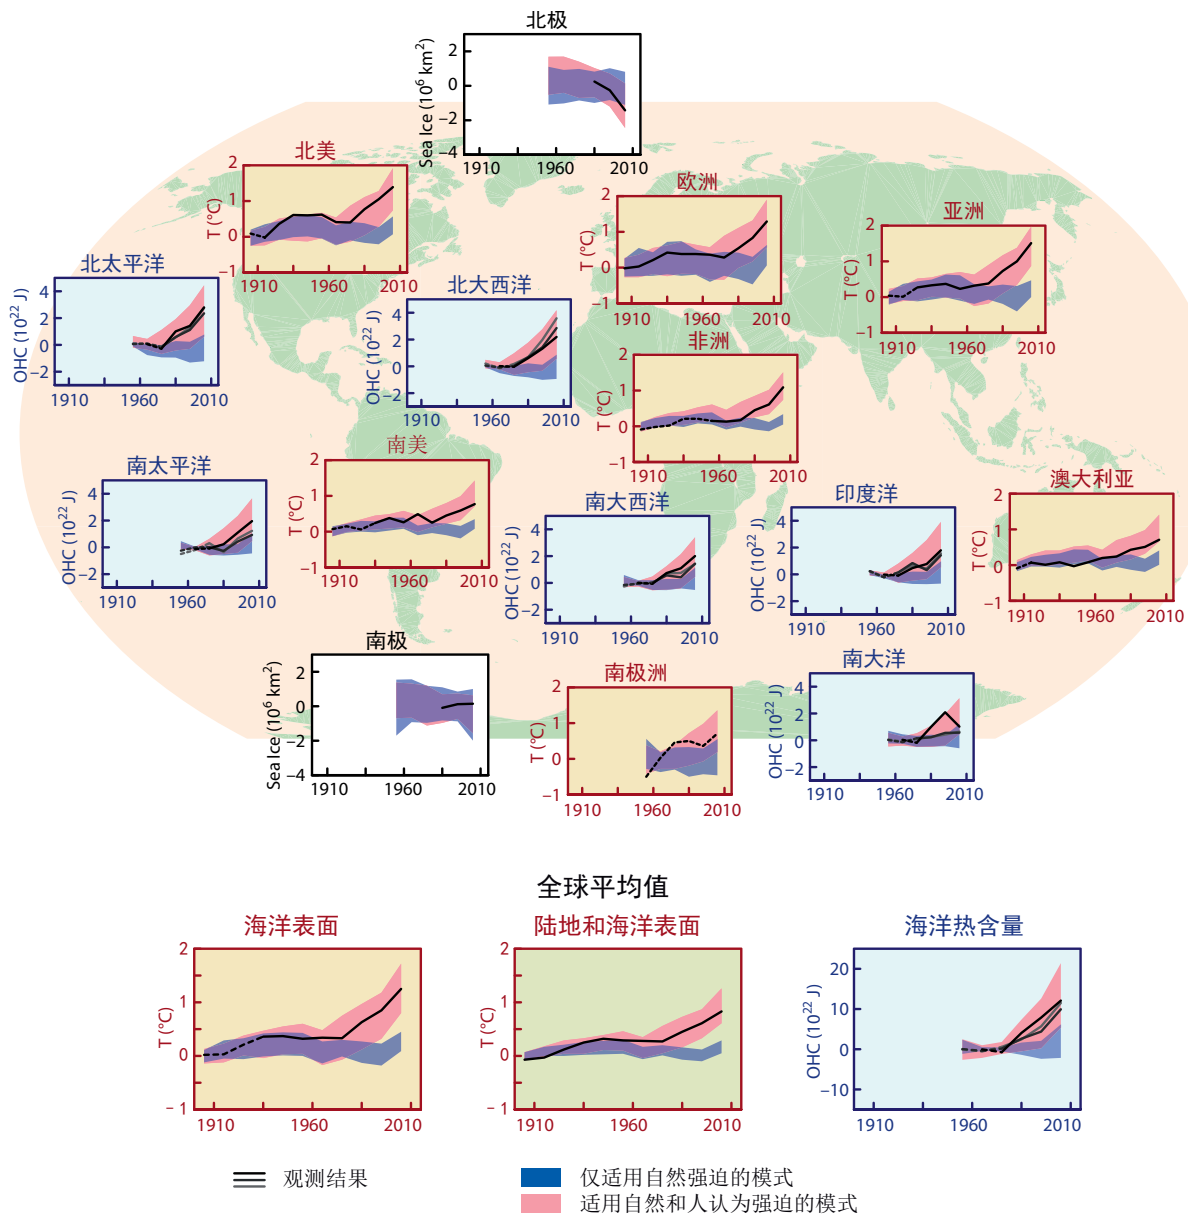 北极
Sea Ice (10⁶ km²)
2
0
−2
−4
1910 1960 2010
北美
T (°C)
2
1
0
−1
1910 1960 2010
欧洲
T (°C)
2
1
0
−1
1910 1960 2010
亚洲
T (°C)
2
1
0
−1
1910 1960 2010
北太平洋
OHC (10²² J)
4
2
0
−2
1910 1960 2010
北大西洋
OHC (10²² J)
4
2
0
−2
1910 1960 2010
非洲
T (°C)
2
1
0
−1
1910 1960 2010
南太平洋
OHC (10²² J)
4
2
0
−2
1910 1960 2010
南美
T (°C)
2
1
0
−1
1910 1960 2010
南大西洋
OHC (10²² J)
4
2
0
−2
1910 1960 2010
印度洋
OHC (10²² J)
4
2
0
−2
1910 1960 2010
澳大利亚
T (°C)
2
1
0
−1
1910 1960 2010
南极
Sea Ice (10⁶ km²)
2
0
−2
−4
1910 1960 2010
南极洲
T (°C)
2
1
0
−1
1910 1960 2010
南大洋
OHC (10²² J)
4
2
0
−2
1910 1960 2010
全球平均值
海洋表面
T (°C)
2
1
0
− 1
1910 1960 2010
陆地和海洋表面
T (°C)
2
1
0
− 1
1910 1960 2010
海洋热含量
OHC (10²² J)
20
10
0
−10
1910 1960 2010
观测结果
仅适用自然强迫的模式
适用自然和人认为强迫的模式